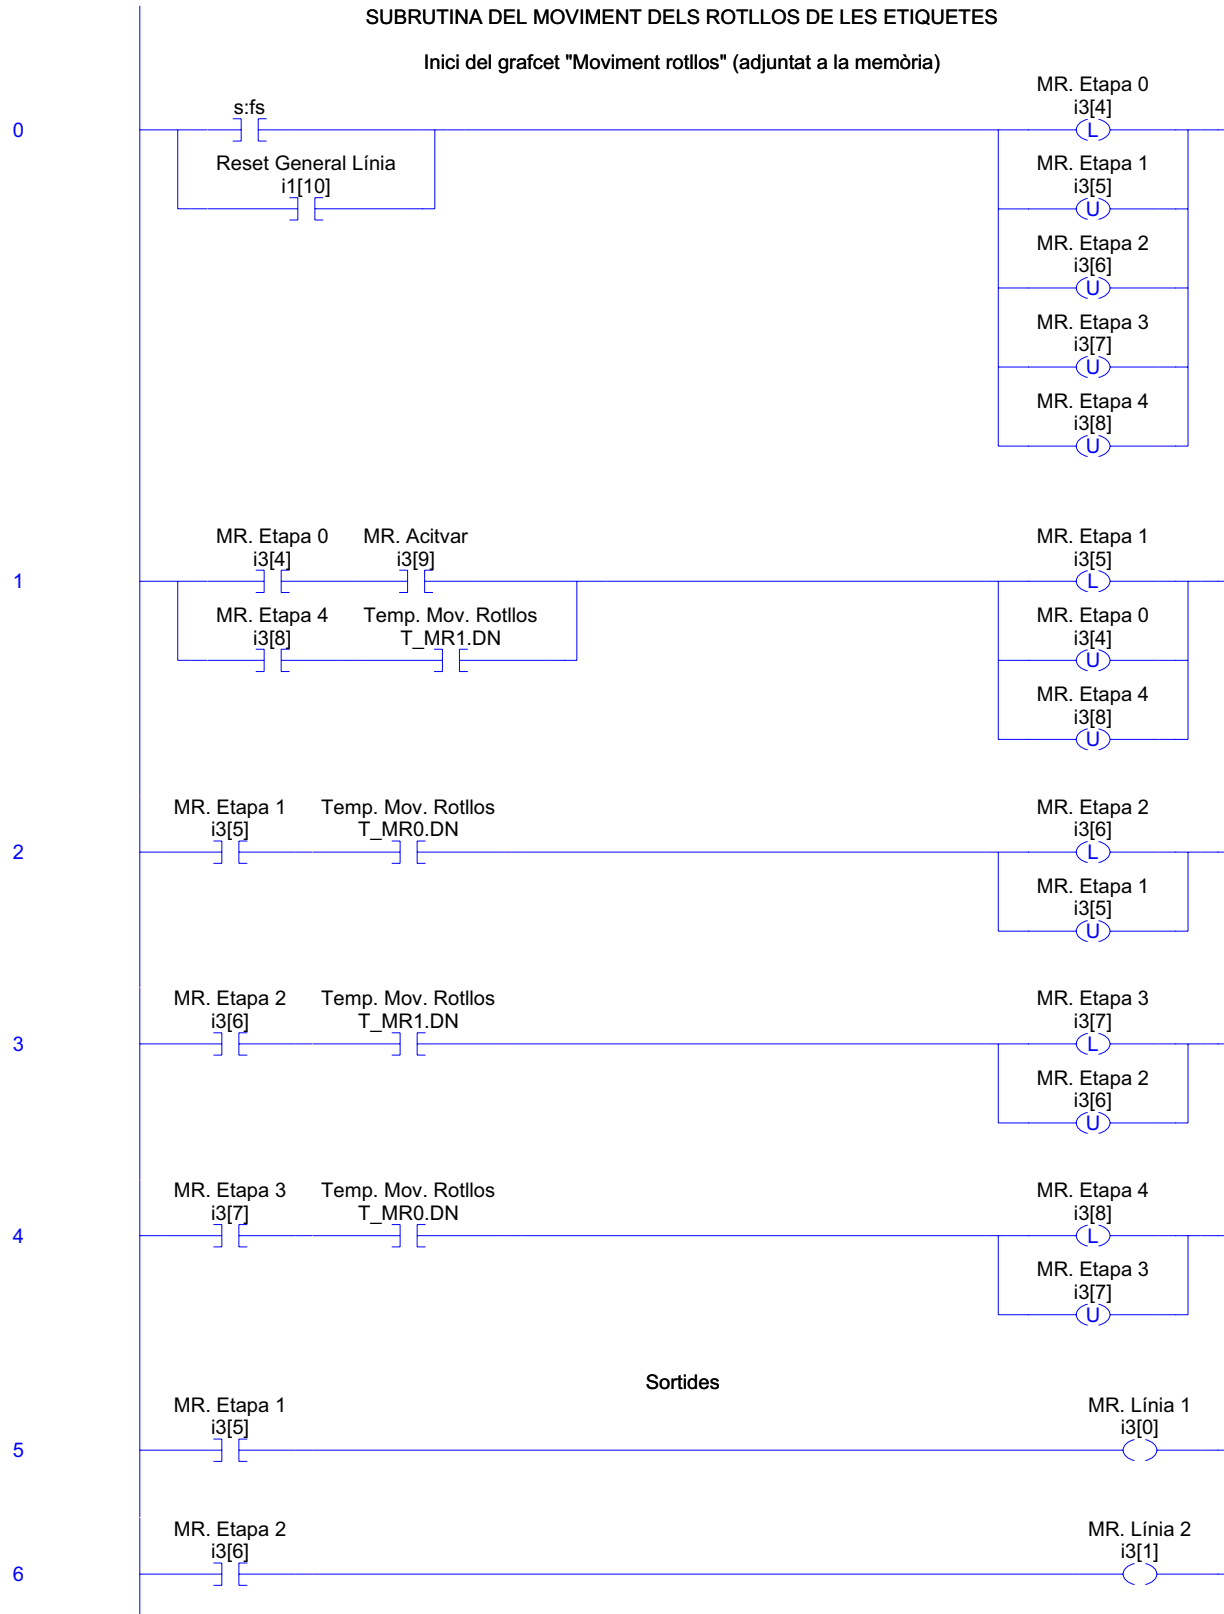 SUBRUTINA DEL MOVIMENT DELS ROTLLOS DE LES ETIQUETES
Inici del grafcet "Moviment rotllos" (adjuntat a la memòria)
0
s:fs
Reset General Línia
i1[10]
MR. Etapa 0
i3[4]
L
MR. Etapa 1
i3[5]
U
MR. Etapa 2
i3[6]
U
MR. Etapa 3
i3[7]
U
MR. Etapa 4
i3[8]
U
1
MR. Etapa 0
i3[4]
MR. Acitvar
i3[9]
MR. Etapa 4
i3[8]
Temp. Mov. Rotllos
T_MR1.DN
MR. Etapa 1
i3[5]
L
MR. Etapa 0
i3[4]
U
MR. Etapa 4
i3[8]
U
2
MR. Etapa 1
i3[5]
Temp. Mov. Rotllos
T_MR0.DN
MR. Etapa 2
i3[6]
L
MR. Etapa 1
i3[5]
U
3
MR. Etapa 2
i3[6]
Temp. Mov. Rotllos
T_MR1.DN
MR. Etapa 3
i3[7]
L
MR. Etapa 2
i3[6]
U
4
MR. Etapa 3
i3[7]
Temp. Mov. Rotllos
T_MR0.DN
MR. Etapa 4
i3[8]
L
MR. Etapa 3
i3[7]
U
Sortides
5
MR. Etapa 1
i3[5]
MR. Línia 1
i3[0]
6
MR. Etapa 2
i3[6]
MR. Línia 2
i3[1]